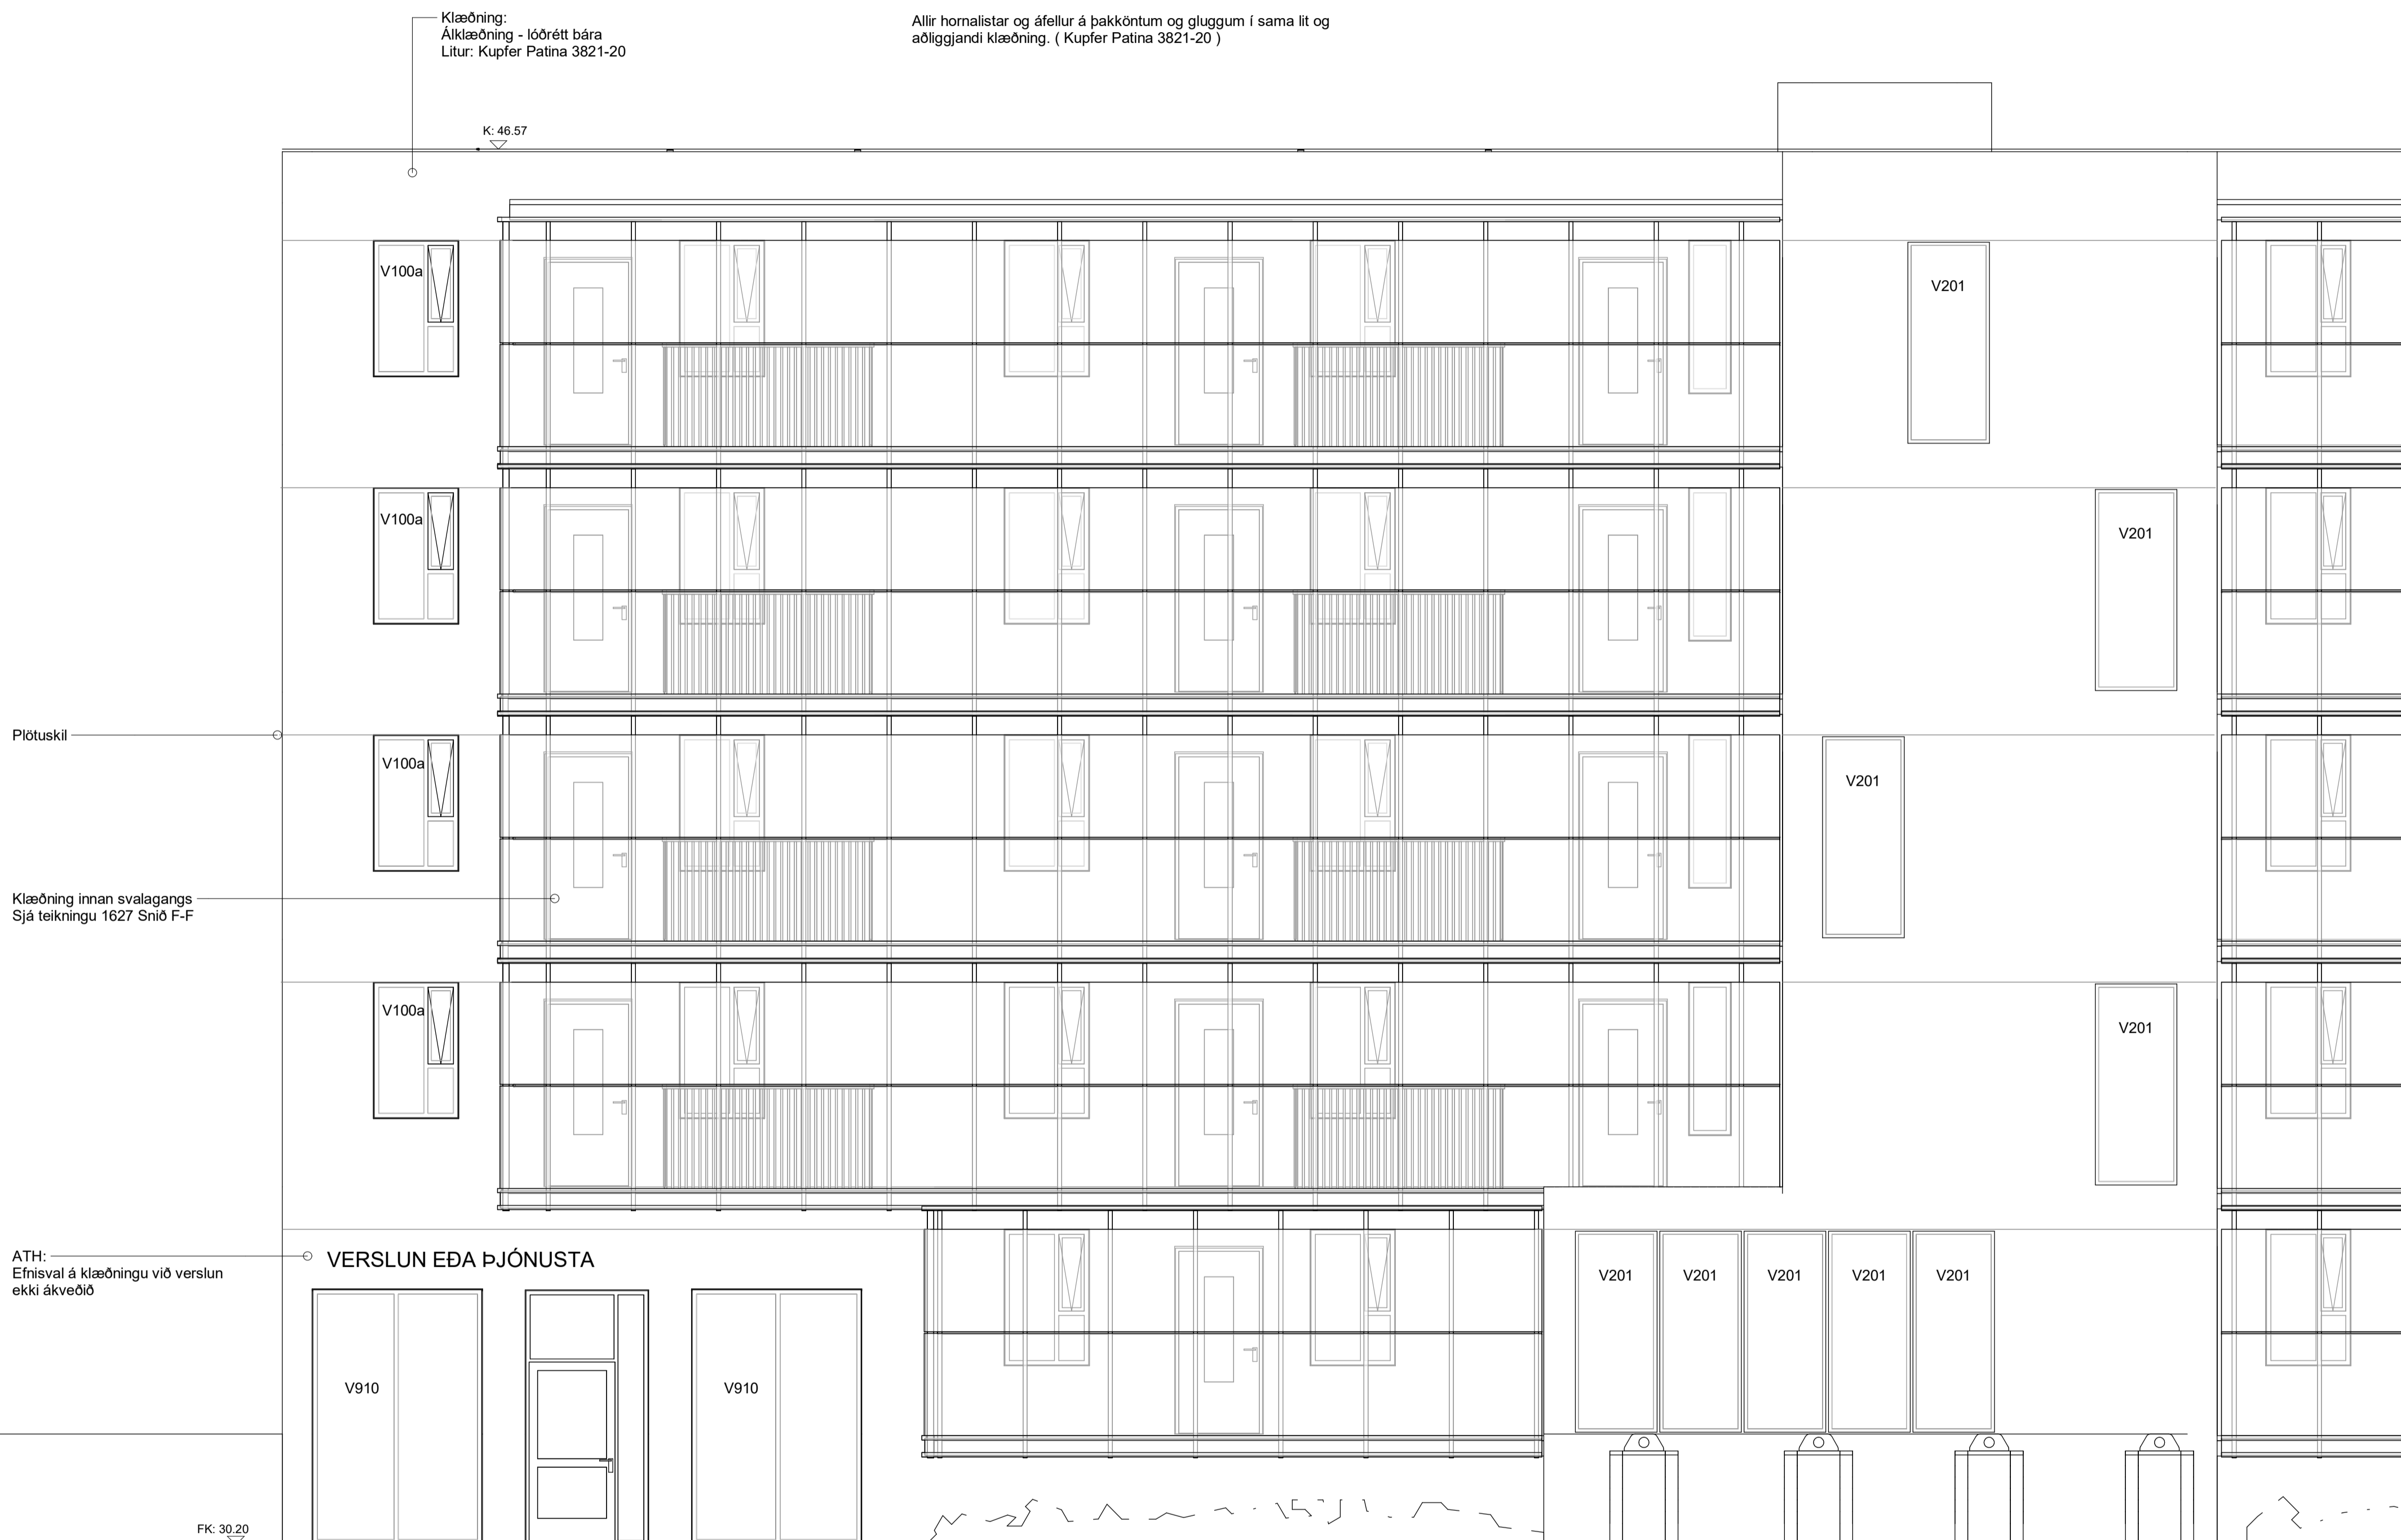 Klæðning:
Álklæðning - lóðrétt bára
Litur: Kupfer Patina 3821-20
Allir hornalistar og áfellur á þakköntum og gluggum í sama lit og
aðliggjandi klæðning. ( Kupfer Patina 3821-20 )
K: 46.57
V100a
V201
V100a
V201
Plötuskil
V100a
V201
Klæðning innan svalagangs
Sjá teikningu 1627 Snið F-F
V100a
V201
ATH:
Efnisval á klæðningu við verslun
ekki ákveðið
VERSLUN EÐA ÞJÓNUSTA
V201 V201 V201 V201 V201
V910
V910
FK: 30.20